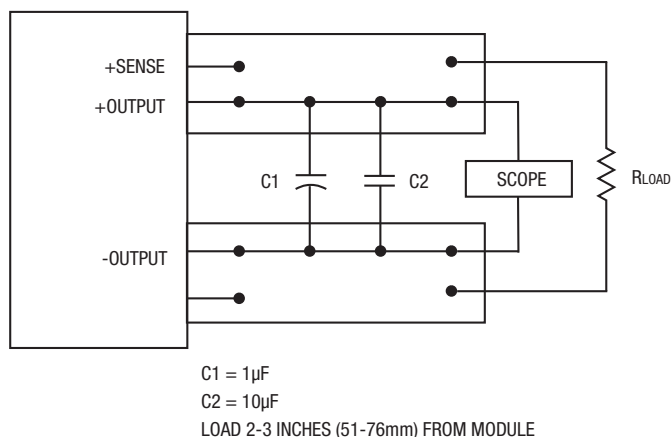 +SENSE
+OUTPUT
C1
C2
SCOPE
RLOAD
-OUTPUT
C1 = 1µF
C2 = 10µF
LOAD 2-3 INCHES (51-76mm) FROM MODULE